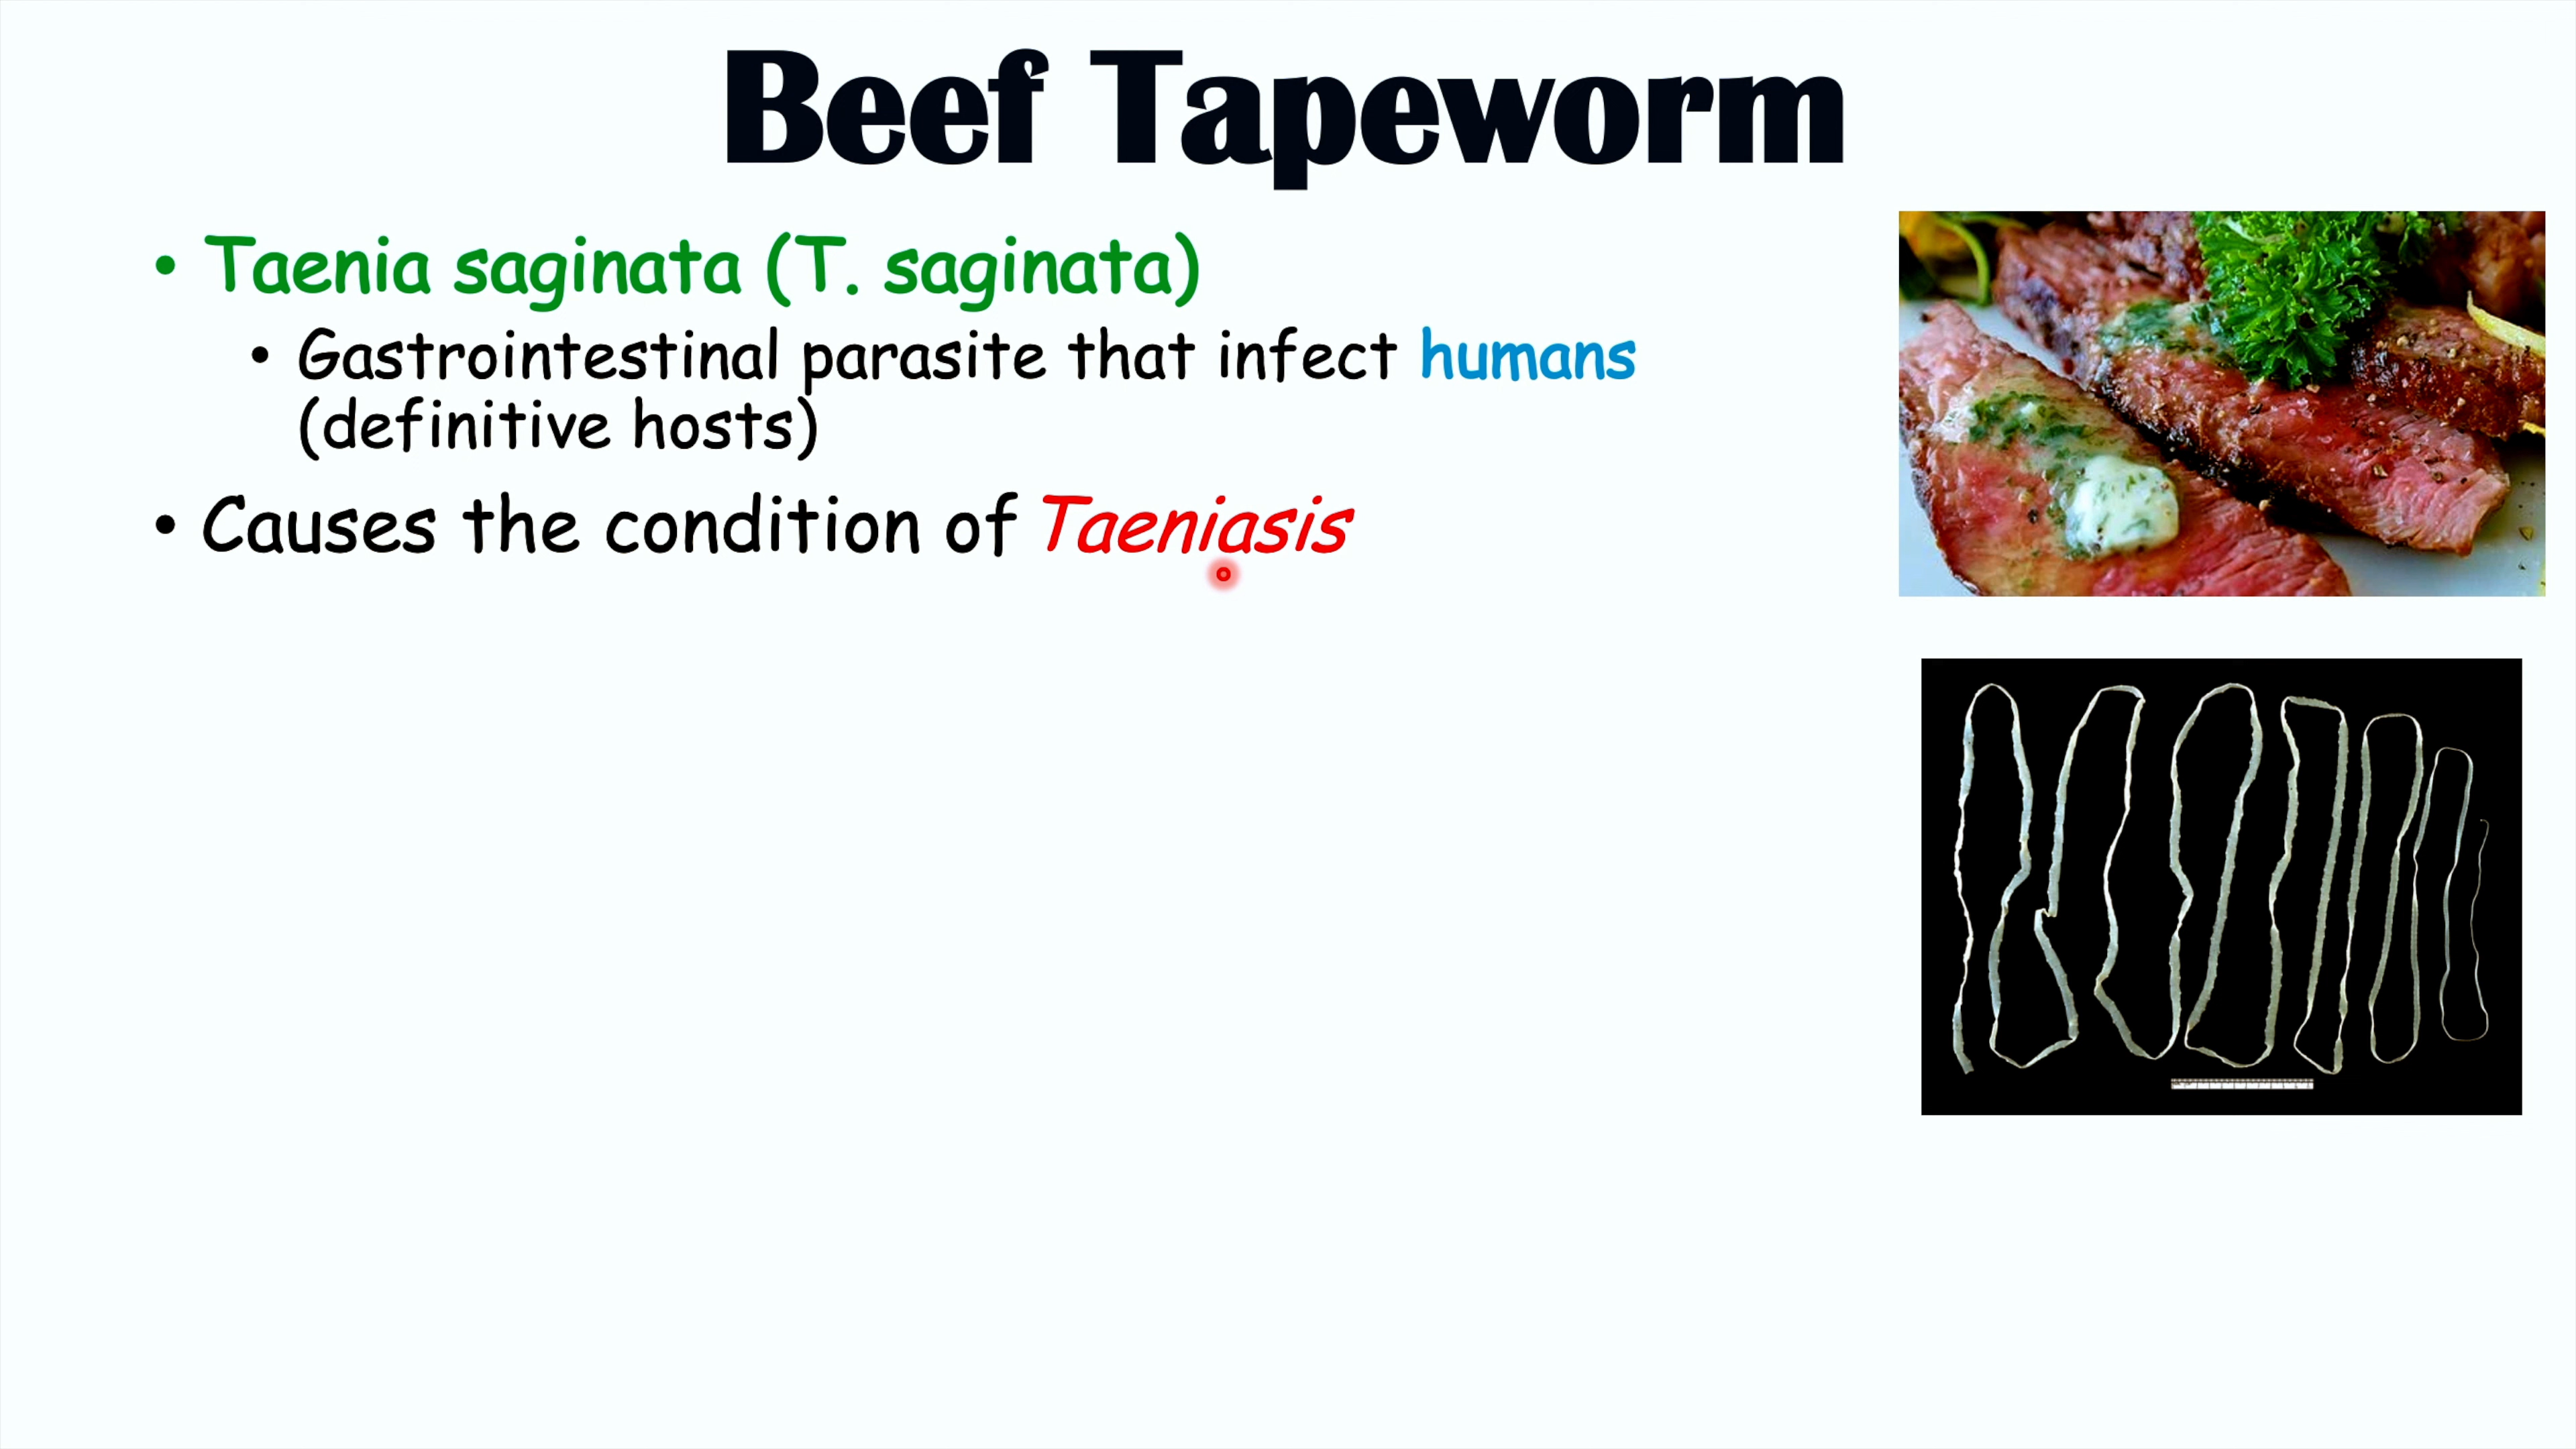 Beef Tapeworm
• Taenia saginata (T. saginata)
• Gastrointestinal parasite that infect humans
(definitive hosts)
• Causes the condition of Taeniasis